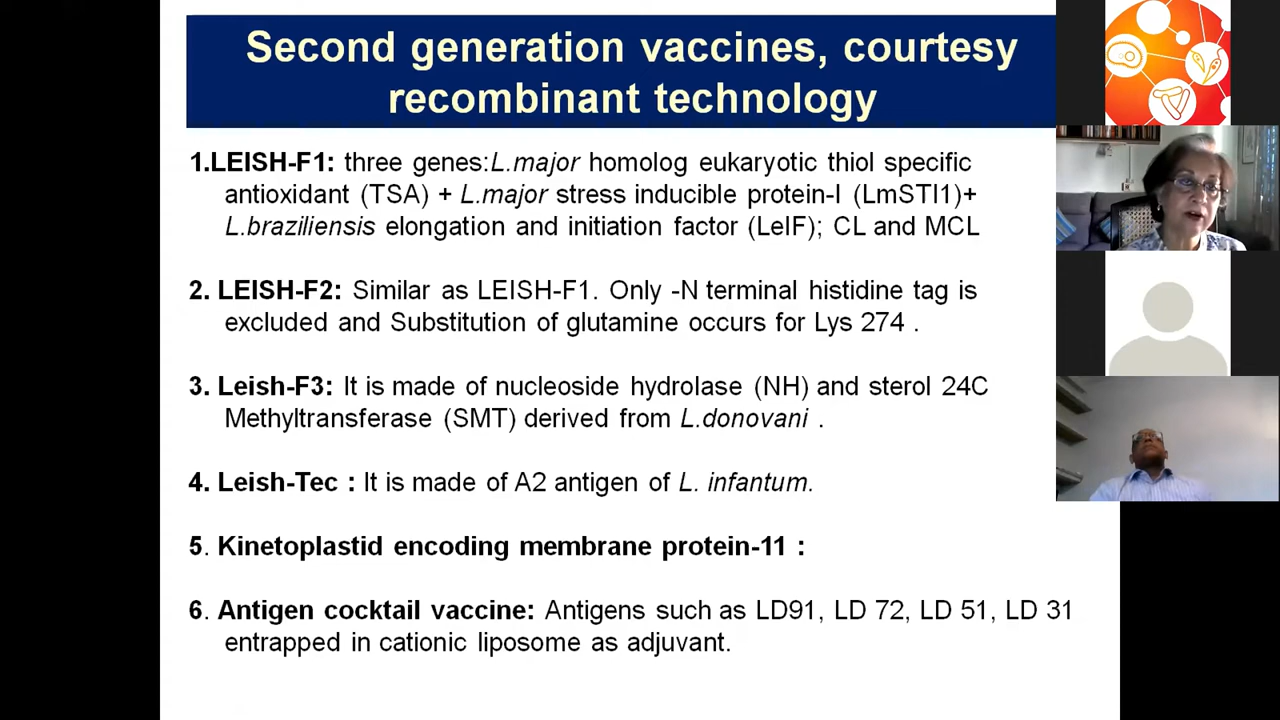 Second generation vaccines, courtesy
recombinant technology
1.LEISH-F1: three genes:L.major homolog eukaryotic thiol specific
antioxidant (TSA) + L.major stress inducible protein-I (LmSTI1)+
L.braziliensis elongation and initiation factor (LeIF); CL and MCL
2. LEISH-F2: Similar as LEISH-F1. Only -N terminal histidine tag is
excluded and Substitution of glutamine occurs for Lys 274 .
3. Leish-F3: It is made of nucleoside hydrolase (NH) and sterol 24C
Methyltransferase (SMT) derived from L.donovani .
4. Leish-Tec : It is made of A2 antigen of L. infantum.
5. Kinetoplastid encoding membrane protein-11 :
6. Antigen cocktail vaccine: Antigens such as LD91, LD 72, LD 51, LD 31
entrapped in cationic liposome as adjuvant.